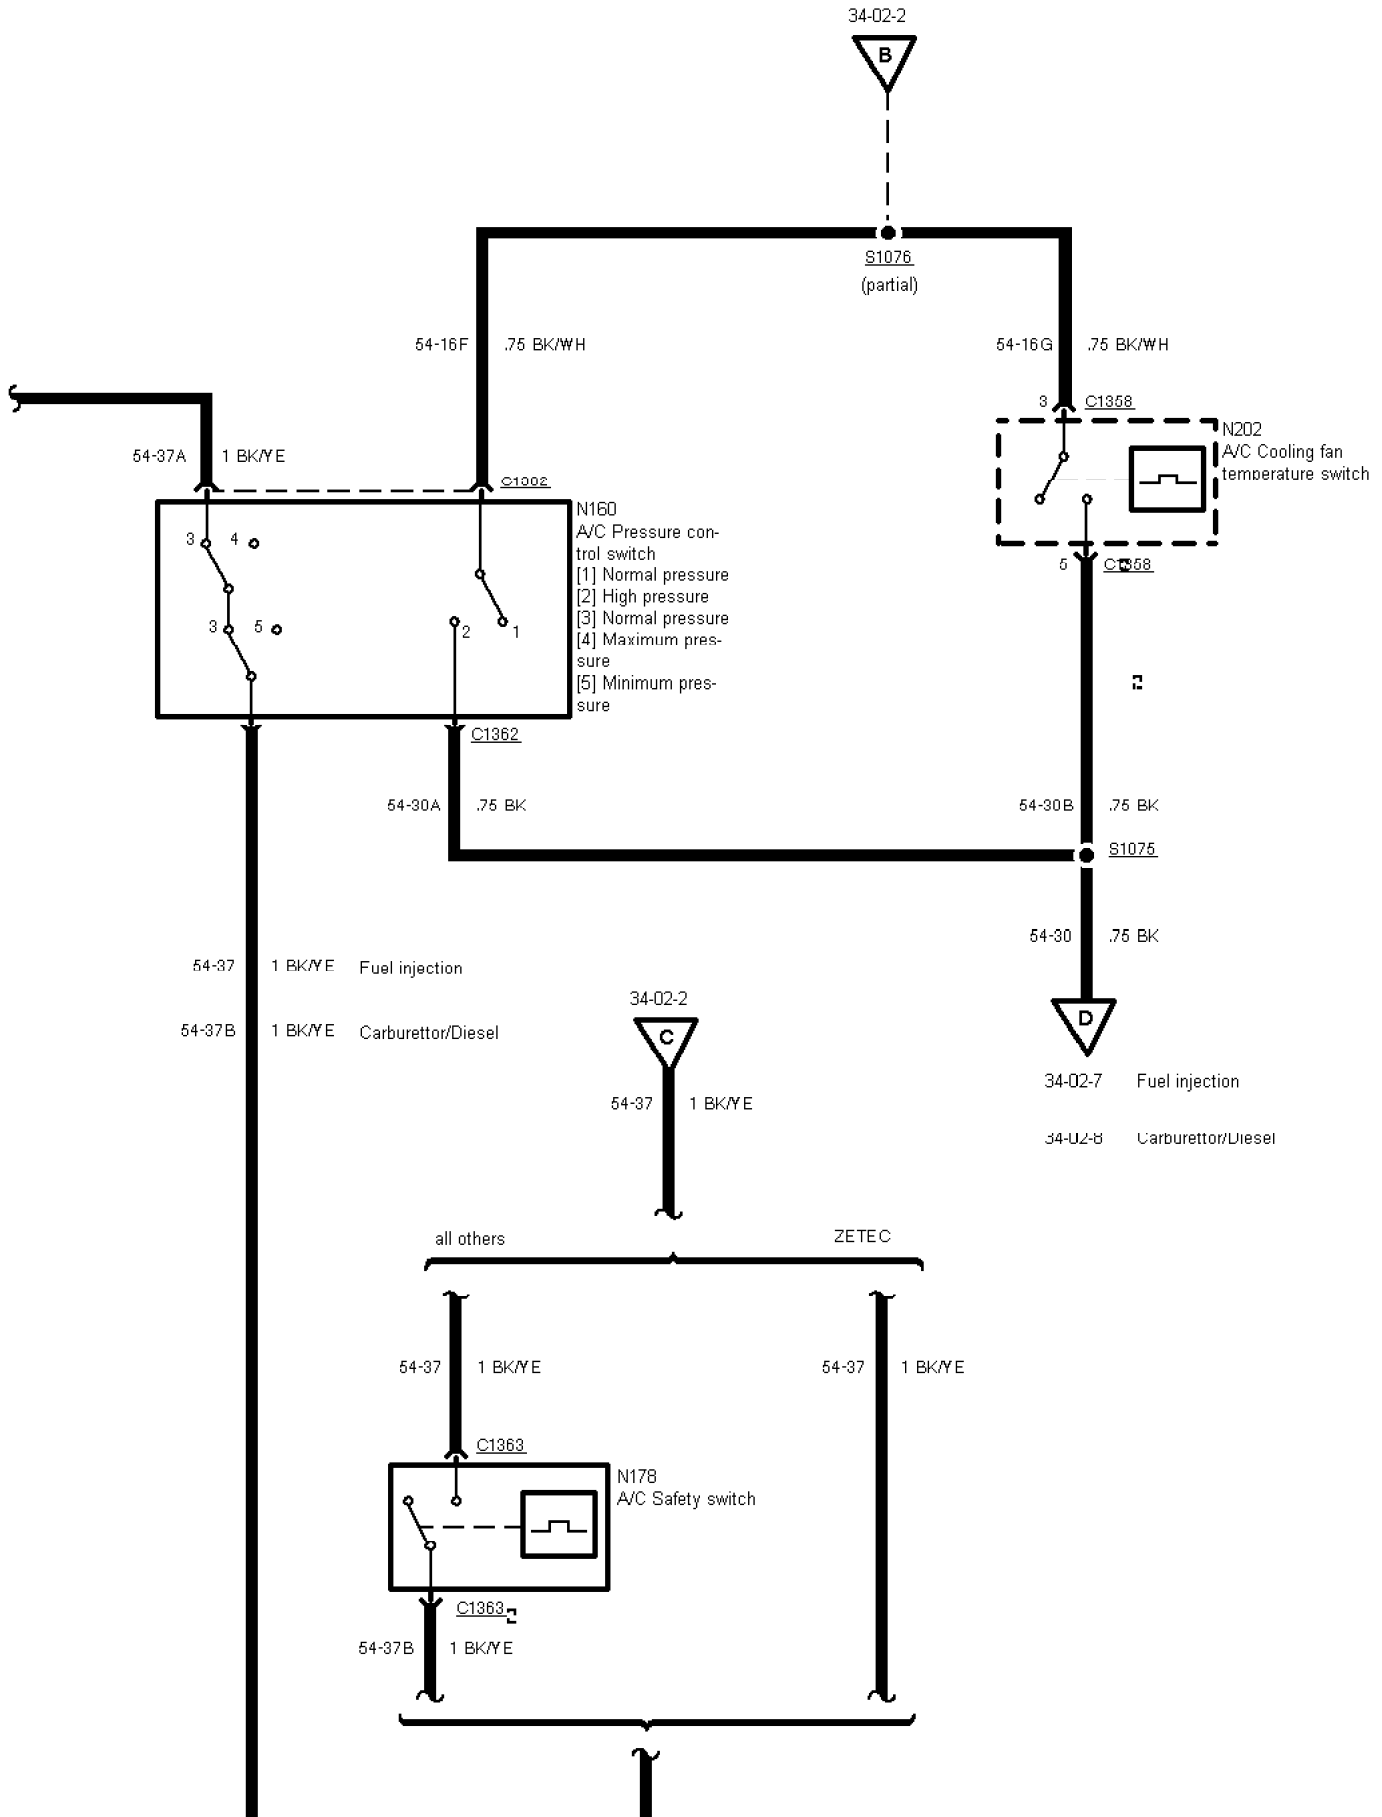 34-02-2
B
S1076
(partial)
54-16F .75 BK/WH
54-16G .75 BK/WH
3 C1358
N202
A/C Cooling fan
temperature switch
54-37A 1 BK/YE
N160
A/C Pressure con-
trol switch
[1] Normal pressure
[2] High pressure
[3] Normal pressure
[4] Maximum pres-
sure
[5] Minimum pres-
sure
3 4
3 5
2 1
5 C1358
C1362
54-30A .75 BK
54-30B .75 BK
S1075
54-30 .75 BK
54-37 1 BK/YE Fuel injection
54-37B 1 BK/YE Carburettor/Diesel
34-02-2
C
54-37 1 BK/YE
D
34-02-7 Fuel injection
34-02-8 Carburettor/Diesel
all others
ZETEC
54-37 1 BK/YE
54-37 1 BK/YE
C1363
N178
A/C Safety switch
C1363
54-37B 1 BK/YE